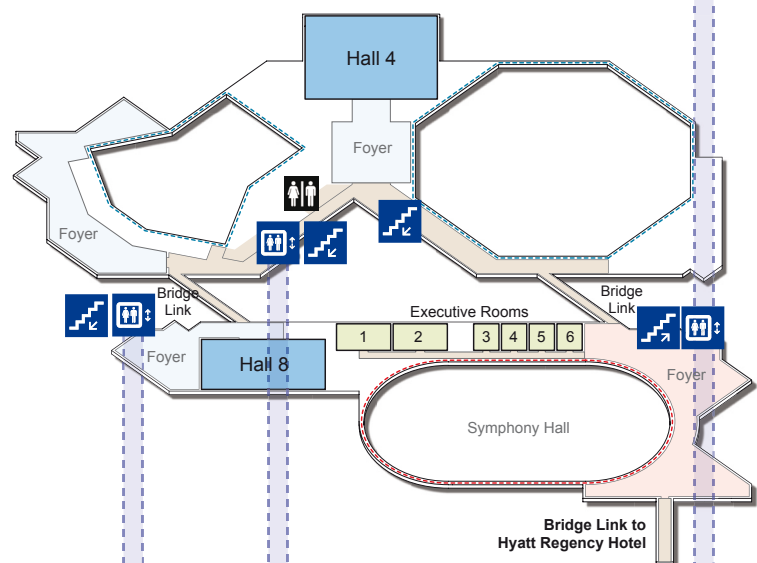 Hall 4
Foyer
Foyer
Bridge
Link
Bridge
Link
Executive Rooms
1 2 3 4 5 6
Foyer
Hall 8
Foyer
Symphony Hall
Bridge Link to
Hyatt Regency Hotel